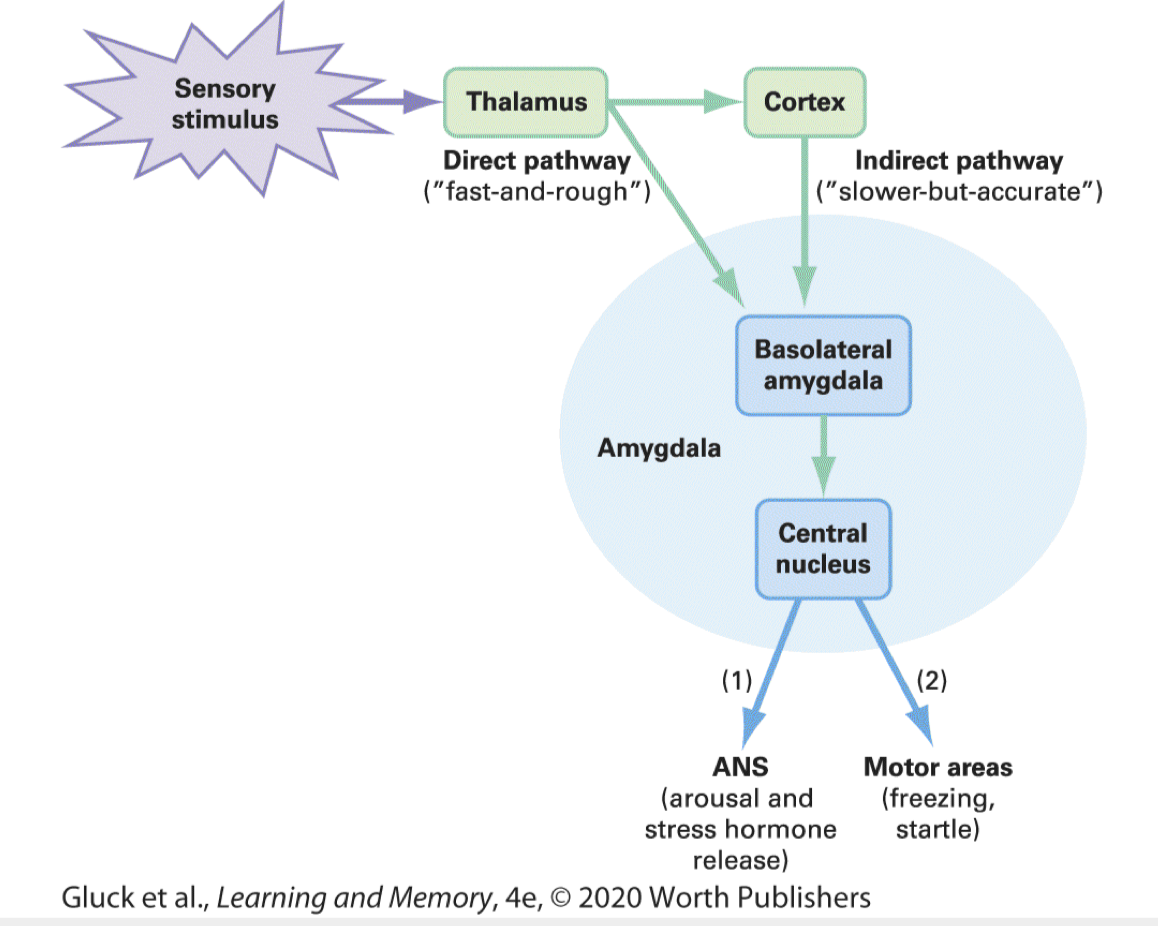 Sensory
stimulus
Thalamus
Cortex
Direct pathway
("fast-and-rough")
Indirect pathway
("slower-but-accurate")
Basolateral
amygdala
Amygdala
Central
nucleus
(1)
(2)
ANS
(arousal and
stress hormone
release)
Motor areas
(freezing,
startle)
Gluck et al., Learning and Memory, 4e, © 2020 Worth Publishers